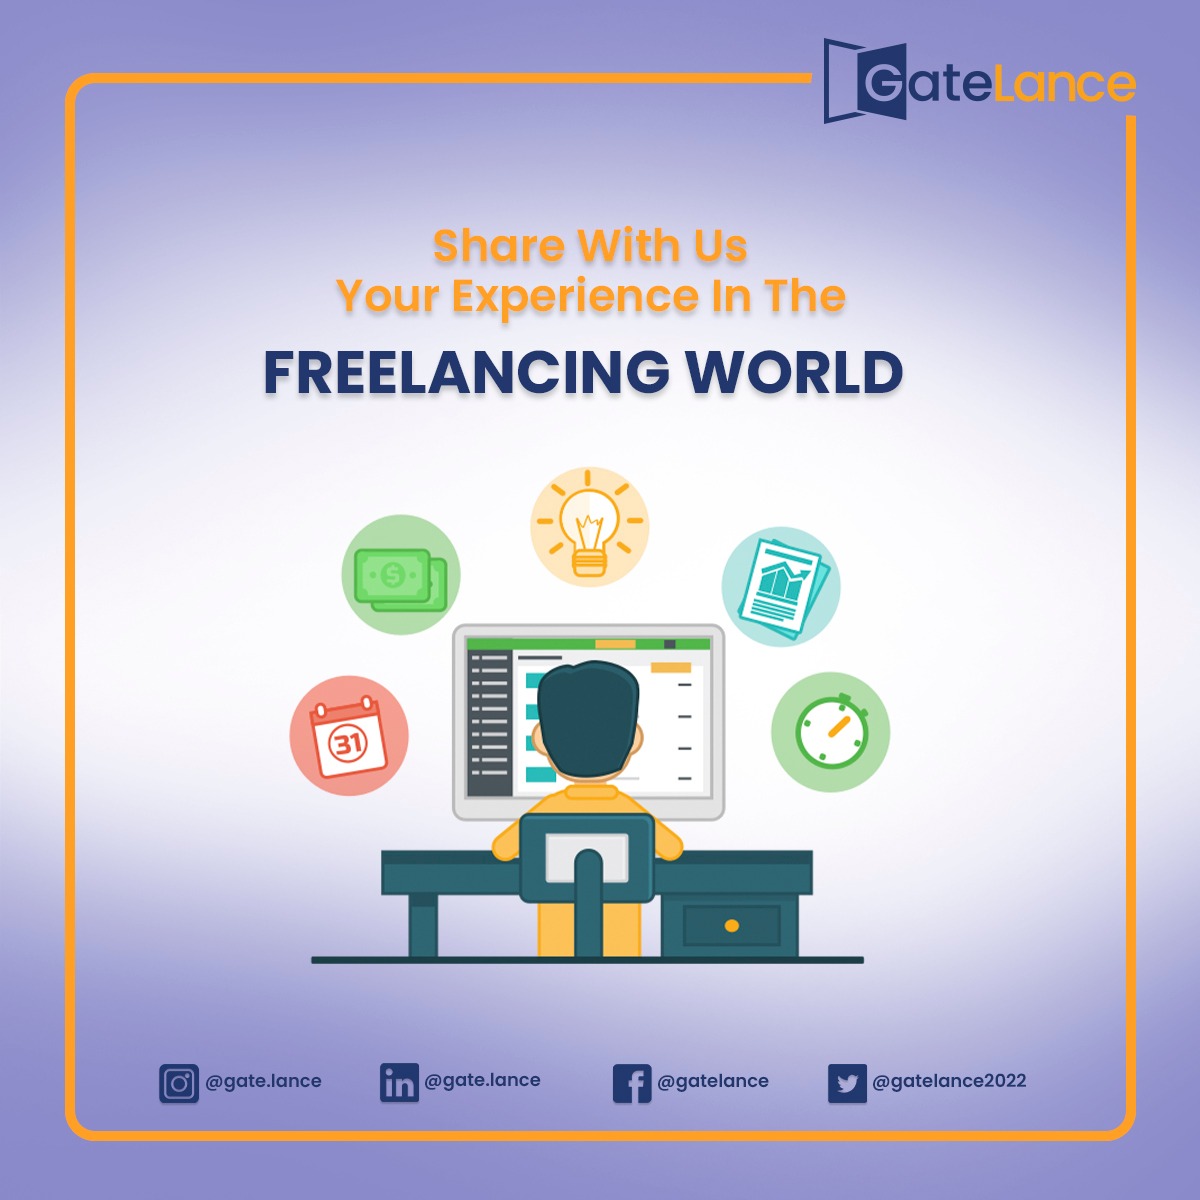 GateLance
Share With Us
Your Experience In The
FREELANCING WORLD
$
31
@gate.lance
@gate.lance
@gatelance
@gatelance2022